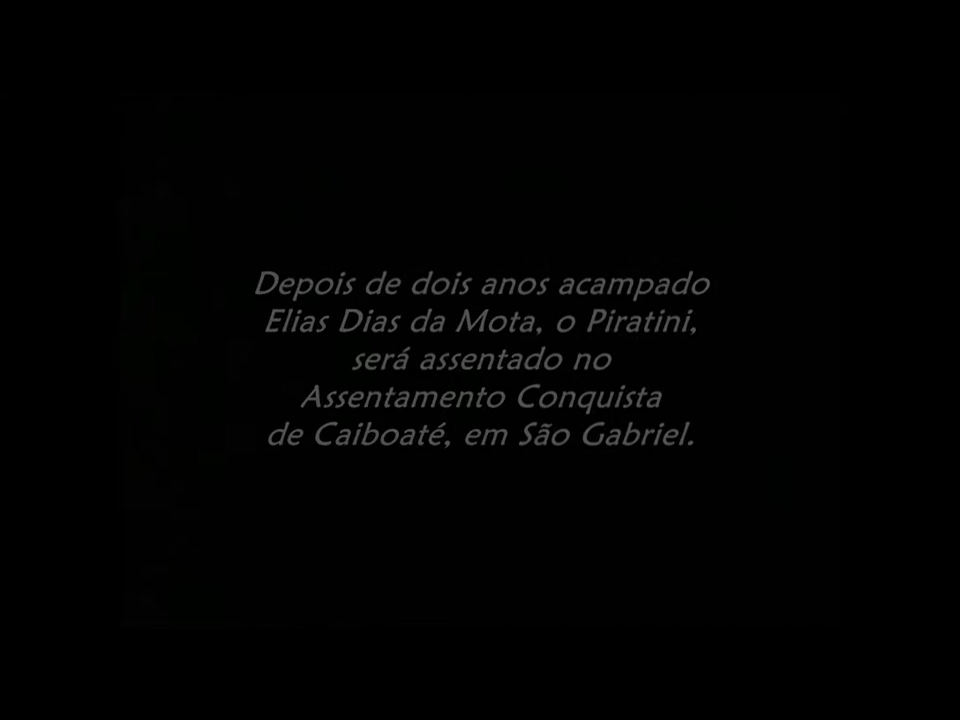 Depois de dois anos acampado
Elias Dias da Mota, o Piratini,
será assentado no
Assentamento Conquista
de Caiboaté, em São Gabriel.